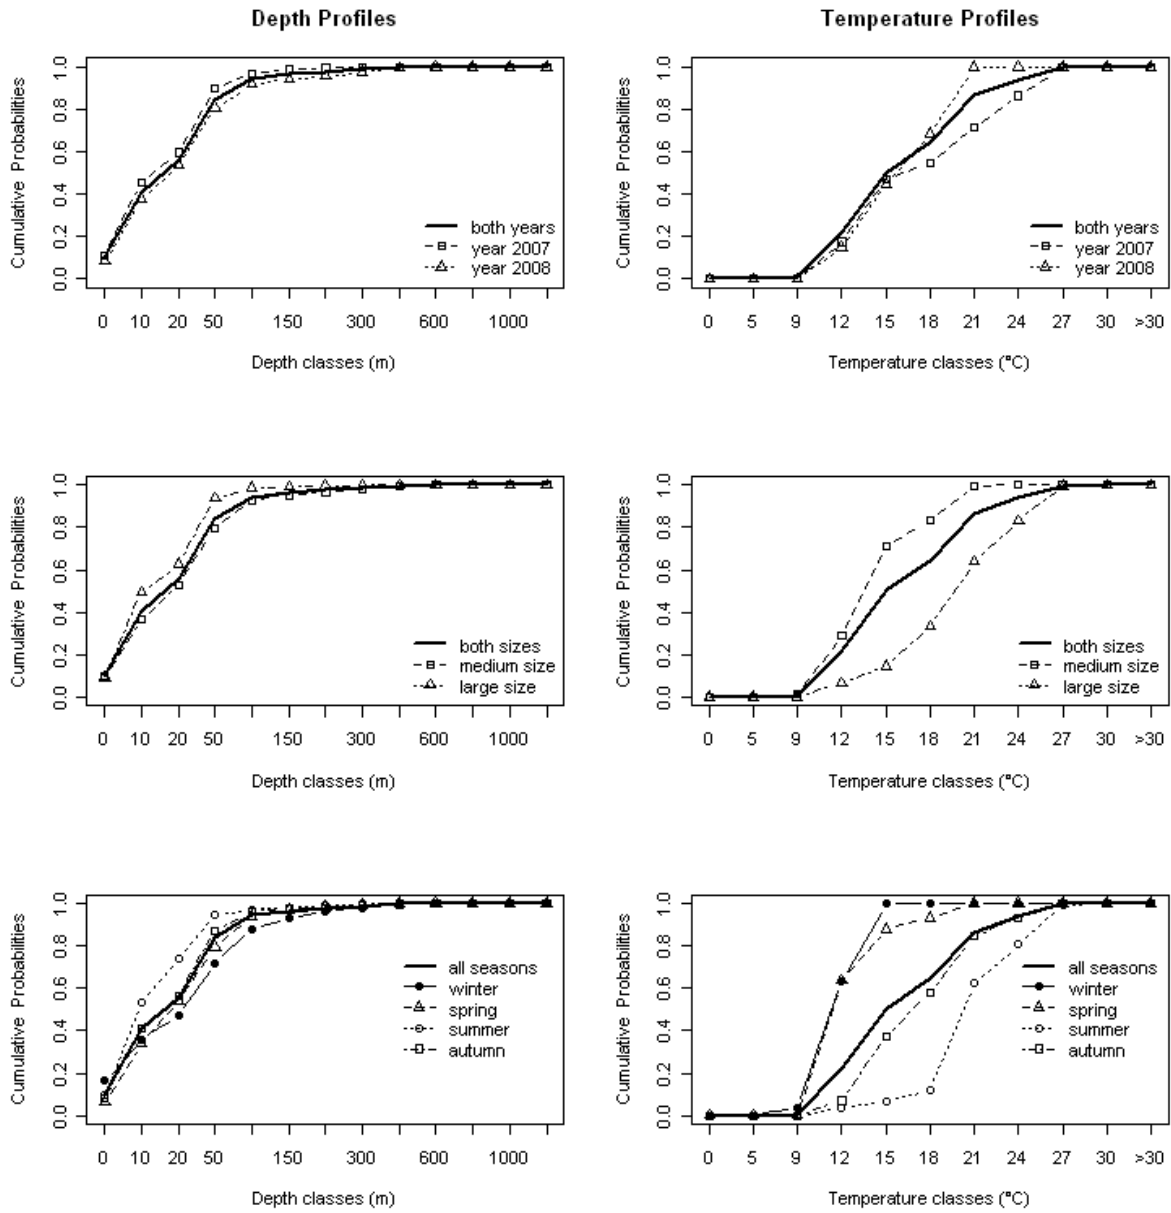 Depth Profiles
Temperature Profiles
Cumulative Probabilities
0.0 0.2 0.4 0.6 0.8 1.0
both years
year 2007
year 2008
0 10 20 50 150 300 600 1000
Depth classes (m)
Cumulative Probabilities
0.0 0.2 0.4 0.6 0.8 1.0
both years
year 2007
year 2008
0 5 9 12 15 18 21 24 27 30 >30
Temperature classes (°C)
Cumulative Probabilities
0.0 0.2 0.4 0.6 0.8 1.0
both sizes
medium size
large size
0 10 20 50 150 300 600 1000
Depth classes (m)
Cumulative Probabilities
0.0 0.2 0.4 0.6 0.8 1.0
both sizes
medium size
large size
0 5 9 12 15 18 21 24 27 30 >30
Temperature classes (°C)
Cumulative Probabilities
0.0 0.2 0.4 0.6 0.8 1.0
all seasons
winter
spring
summer
autumn
0 10 20 50 150 300 600 1000
Depth classes (m)
Cumulative Probabilities
0.0 0.2 0.4 0.6 0.8 1.0
all seasons
winter
spring
summer
autumn
0 5 9 12 15 18 21 24 27 30 >30
Temperature classes (°C)